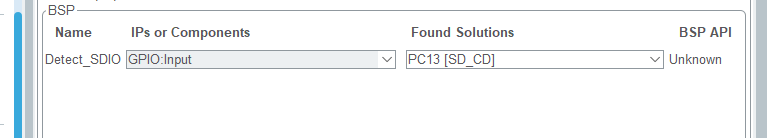 BSP
Name IPs or Components Found Solutions BSP API
Detect_SDIO GPIO:Input PC13 [SD_CD] Unknown